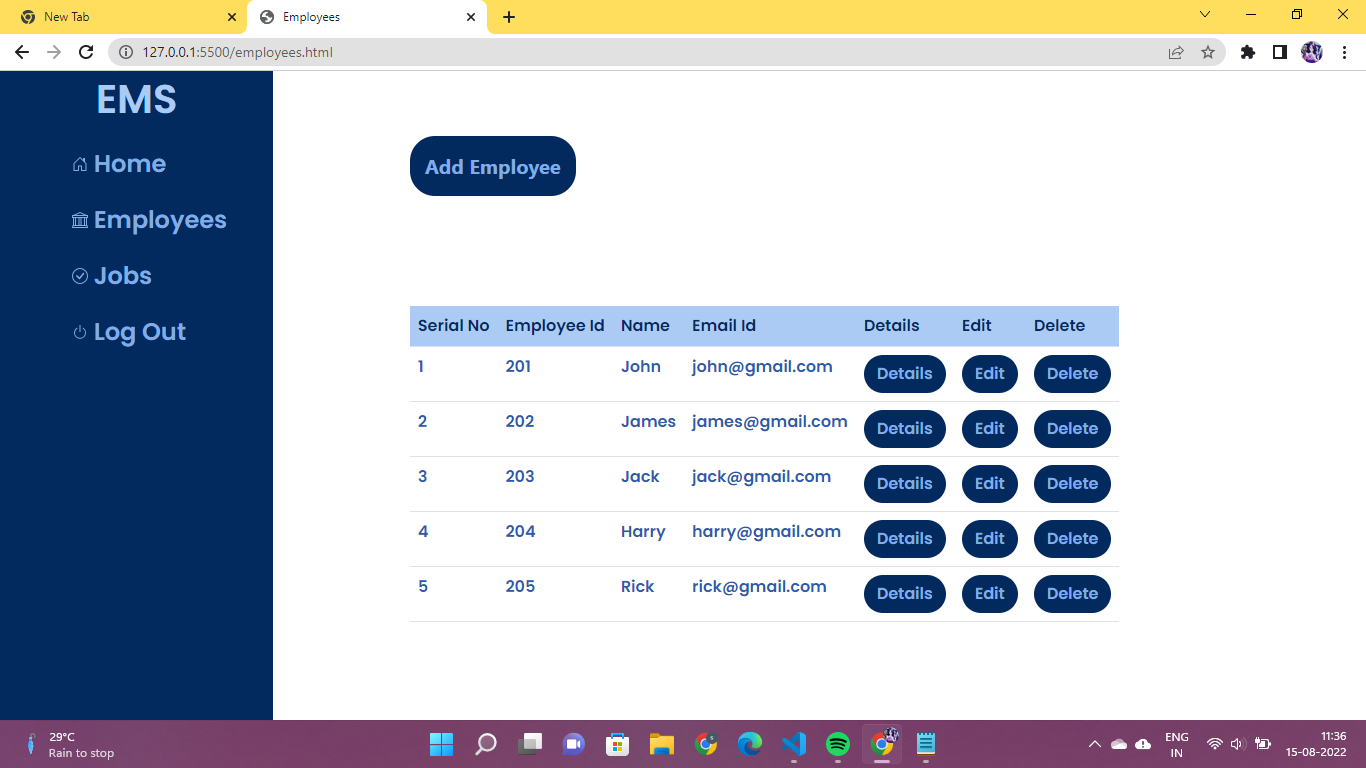 New Tab
Employees
127.0.0.1:5500/employees.html
EMS
Home
Employees
Jobs
Log Out
Add Employee
Serial No Employee Id Name Email Id Details Edit Delete
1 201 John john@gmail.com Details Edit Delete
2 202 James james@gmail.com Details Edit Delete
3 203 Jack jack@gmail.com Details Edit Delete
4 204 Harry harry@gmail.com Details Edit Delete
5 205 Rick rick@gmail.com Details Edit Delete
29°C
Rain to stop
ENG
IN
11:36
15-08-2022